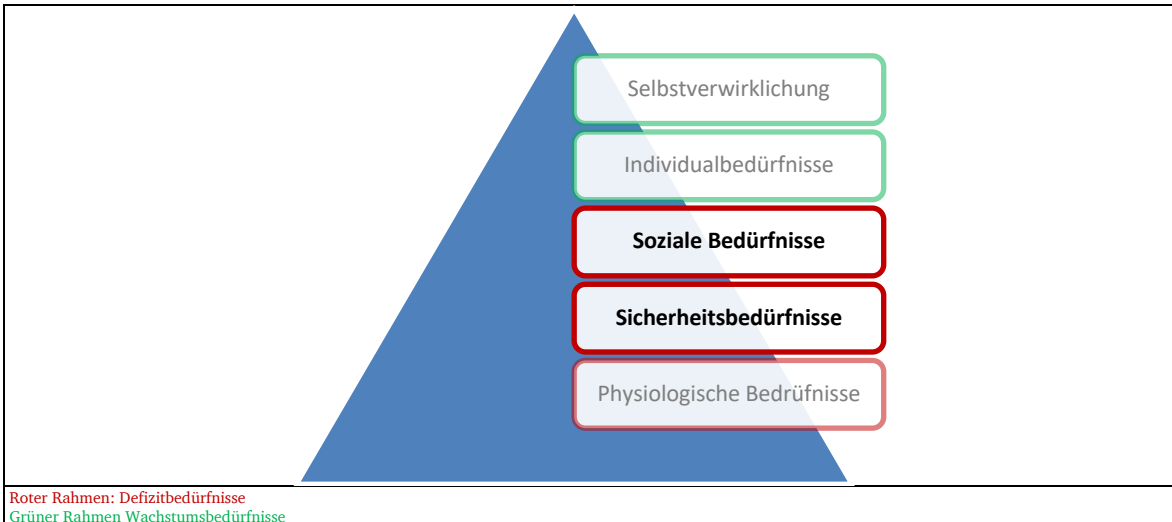 Selbstverwirklichung
Individualbedürfnisse
Soziale Bedürfnisse
Sicherheitsbedürfnisse
Physiologische Bedrüfnisse
Roter Rahmen: Defizitbedürfnisse
Grüner Rahmen Wachstumsbedürfnisse